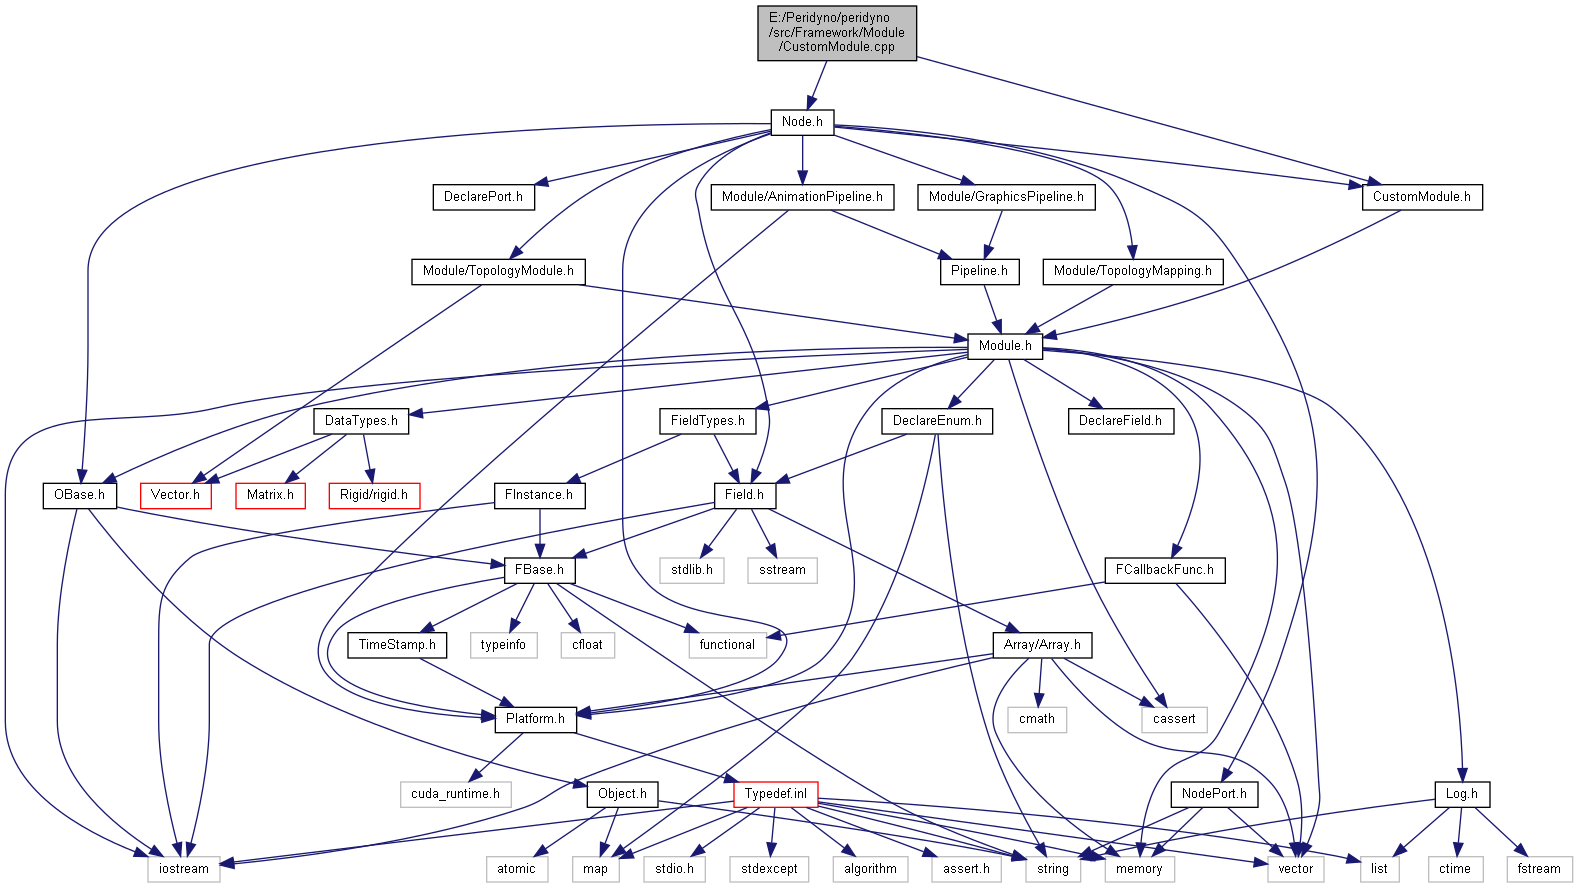 E:/Peridyno/peridyno
/src/Framework/Module
/CustomModule.cpp
Node.h
DeclarePort.h
Module/AnimationPipeline.h
Module/GraphicsPipeline.h
CustomModule.h
Module/TopologyModule.h
Pipeline.h
Module/TopologyMapping.h
Module.h
DataTypes.h
FieldTypes.h
DeclareEnum.h
DeclareField.h
OBase.h
Vector.h
Matrix.h
Rigid/rigid.h
FInstance.h
Field.h
FBase.h
stdlib.h
sstream
FCallbackFunc.h
TimeStamp.h
typeinfo
cfloat
functional
Array/Array.h
Platform.h
cmath
cassert
cuda_runtime.h
Object.h
Typedef.inl
NodePort.h
Log.h
iostream
atomic
map
stdio.h
stdexcept
algorithm
assert.h
string
memory
vector
list
ctime
fstream